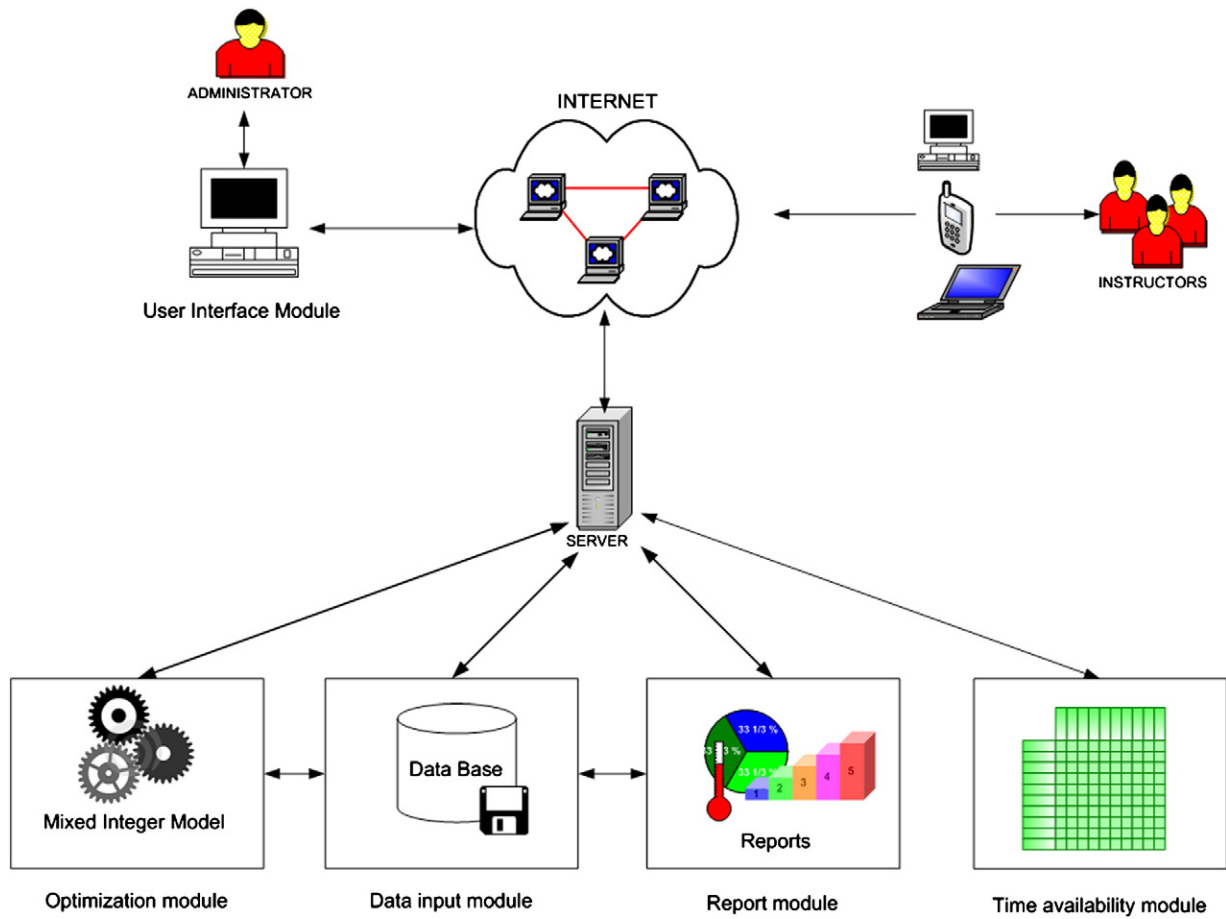 ADMINISTRATOR
INTERNET
User Interface Module
INSTRUCTORS
SERVER
Mixed Integer Model
Data Base
33 1/3 %
33 1/3 %
1
2
3
4
5
Reports
Optimization module
Data input module
Report module
Time availability module